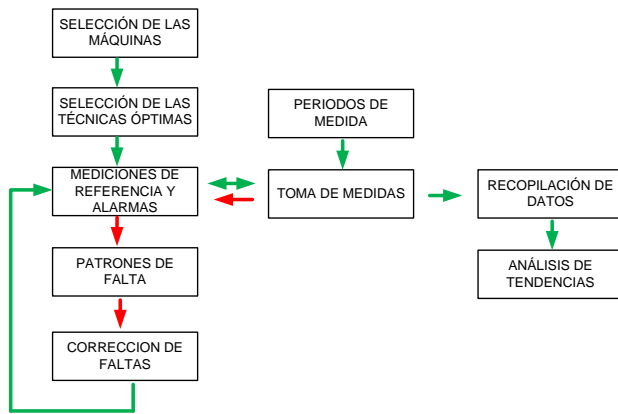 SELECCIÓN DE LAS
MÁQUINAS
SELECCIÓN DE LAS
TÉCNICAS ÓPTIMAS
PERIODOS DE
MEDIDA
MEDICIONES DE
REFERENCIA Y
ALARMAS
TOMA DE MEDIDAS
RECOPILACIÓN DE
DATOS
PATRONES DE
FALTA
ANÁLISIS DE
TENDENCIAS
CORRECCION DE
FALTAS